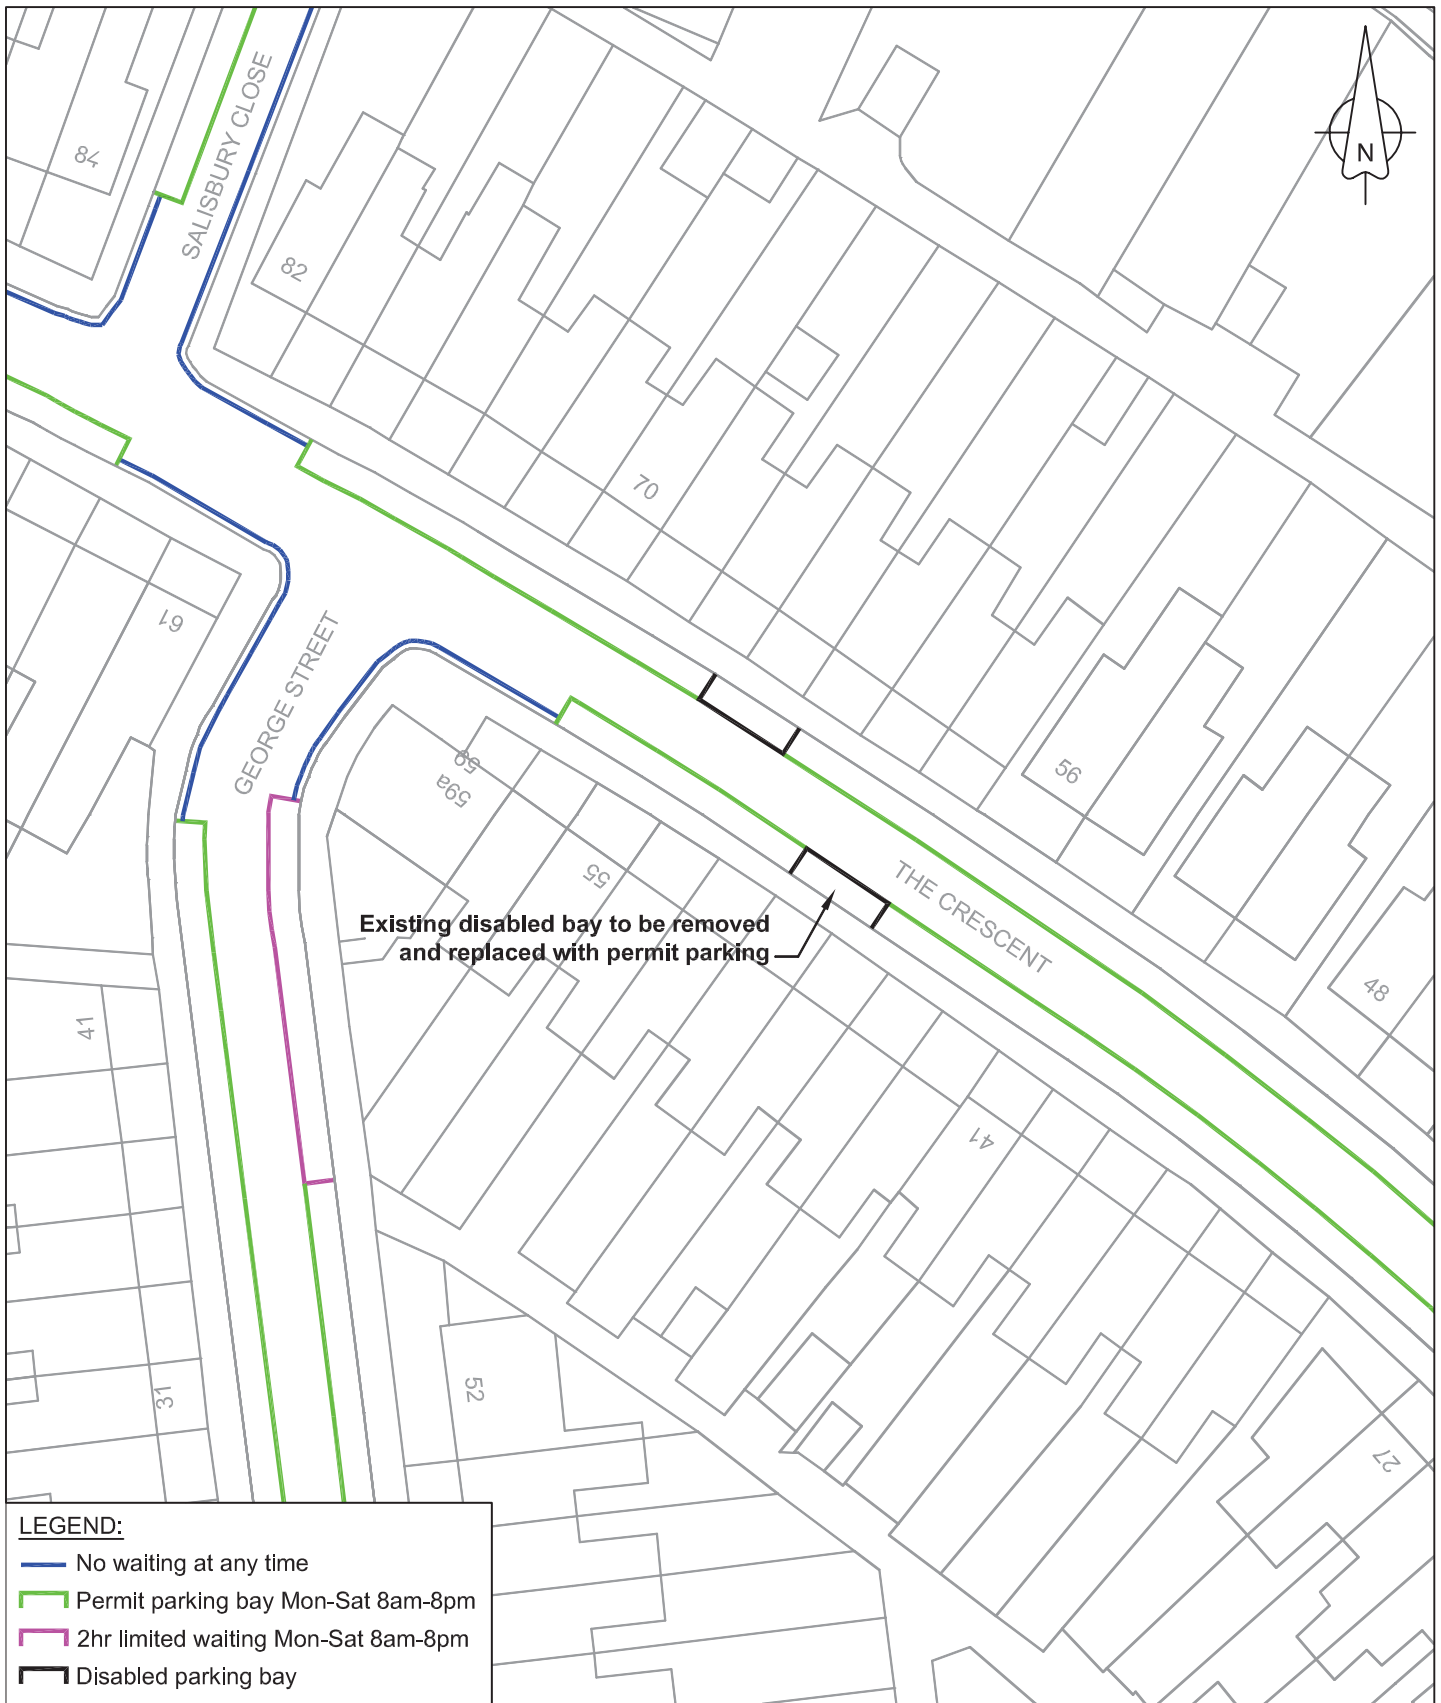 SALISBURY CLOSE
84
N
82
70
61
GEORGE STREET
59
59a
56
55
THE CRESCENT
Existing disabled bay to be removed
and replaced with permit parking
48
41
41
31
52
27
LEGEND:
No waiting at any time
Permit parking bay Mon-Sat 8am-8pm
2hr limited waiting Mon-Sat 8am-8pm
Disabled parking bay